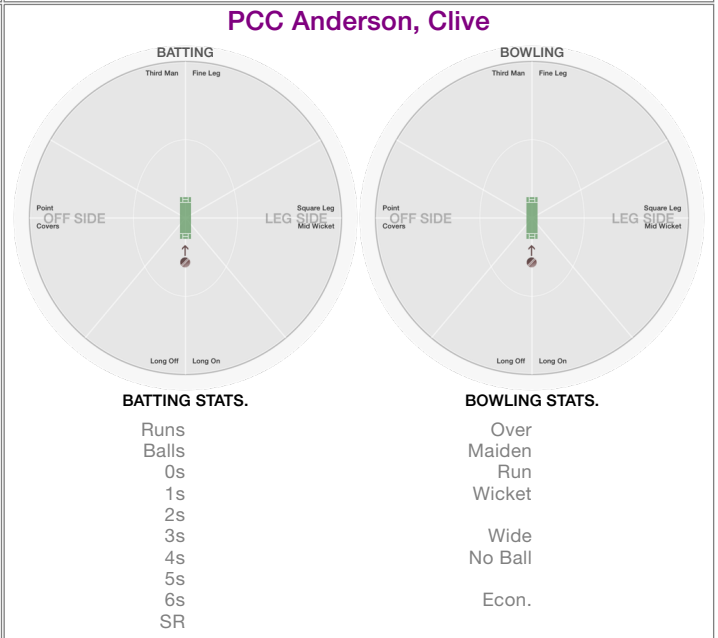 PCC Anderson, Clive
BATTING
Third Man Fine Leg
Point
OFF SIDE
Covers
Square Leg
LEG SIDE
Mid Wicket
Long Off Long On
BOWLING
Third Man Fine Leg
Point
OFF SIDE
Covers
Square Leg
LEG SIDE
Mid Wicket
Long Off Long On
BATTING STATS.
Runs
Balls
0s
1s
2s
3s
4s
5s
6s
SR
BOWLING STATS.
Over
Maiden
Run
Wicket
Wide
No Ball
Econ.